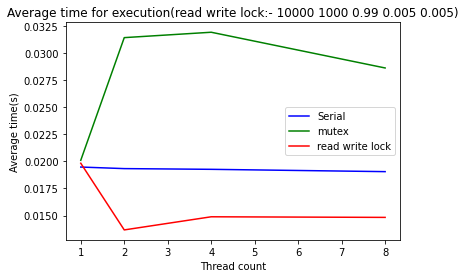 Average time for execution(read write lock:- 10000 1000 0.99 0.005 0.005)
0.0325
0.0300
0.0275
0.0250
0.0225
0.0200
0.0175
0.0150
Average time(s)
Serial
mutex
read write lock
1 2 3 4 5 6 7 8
Thread count